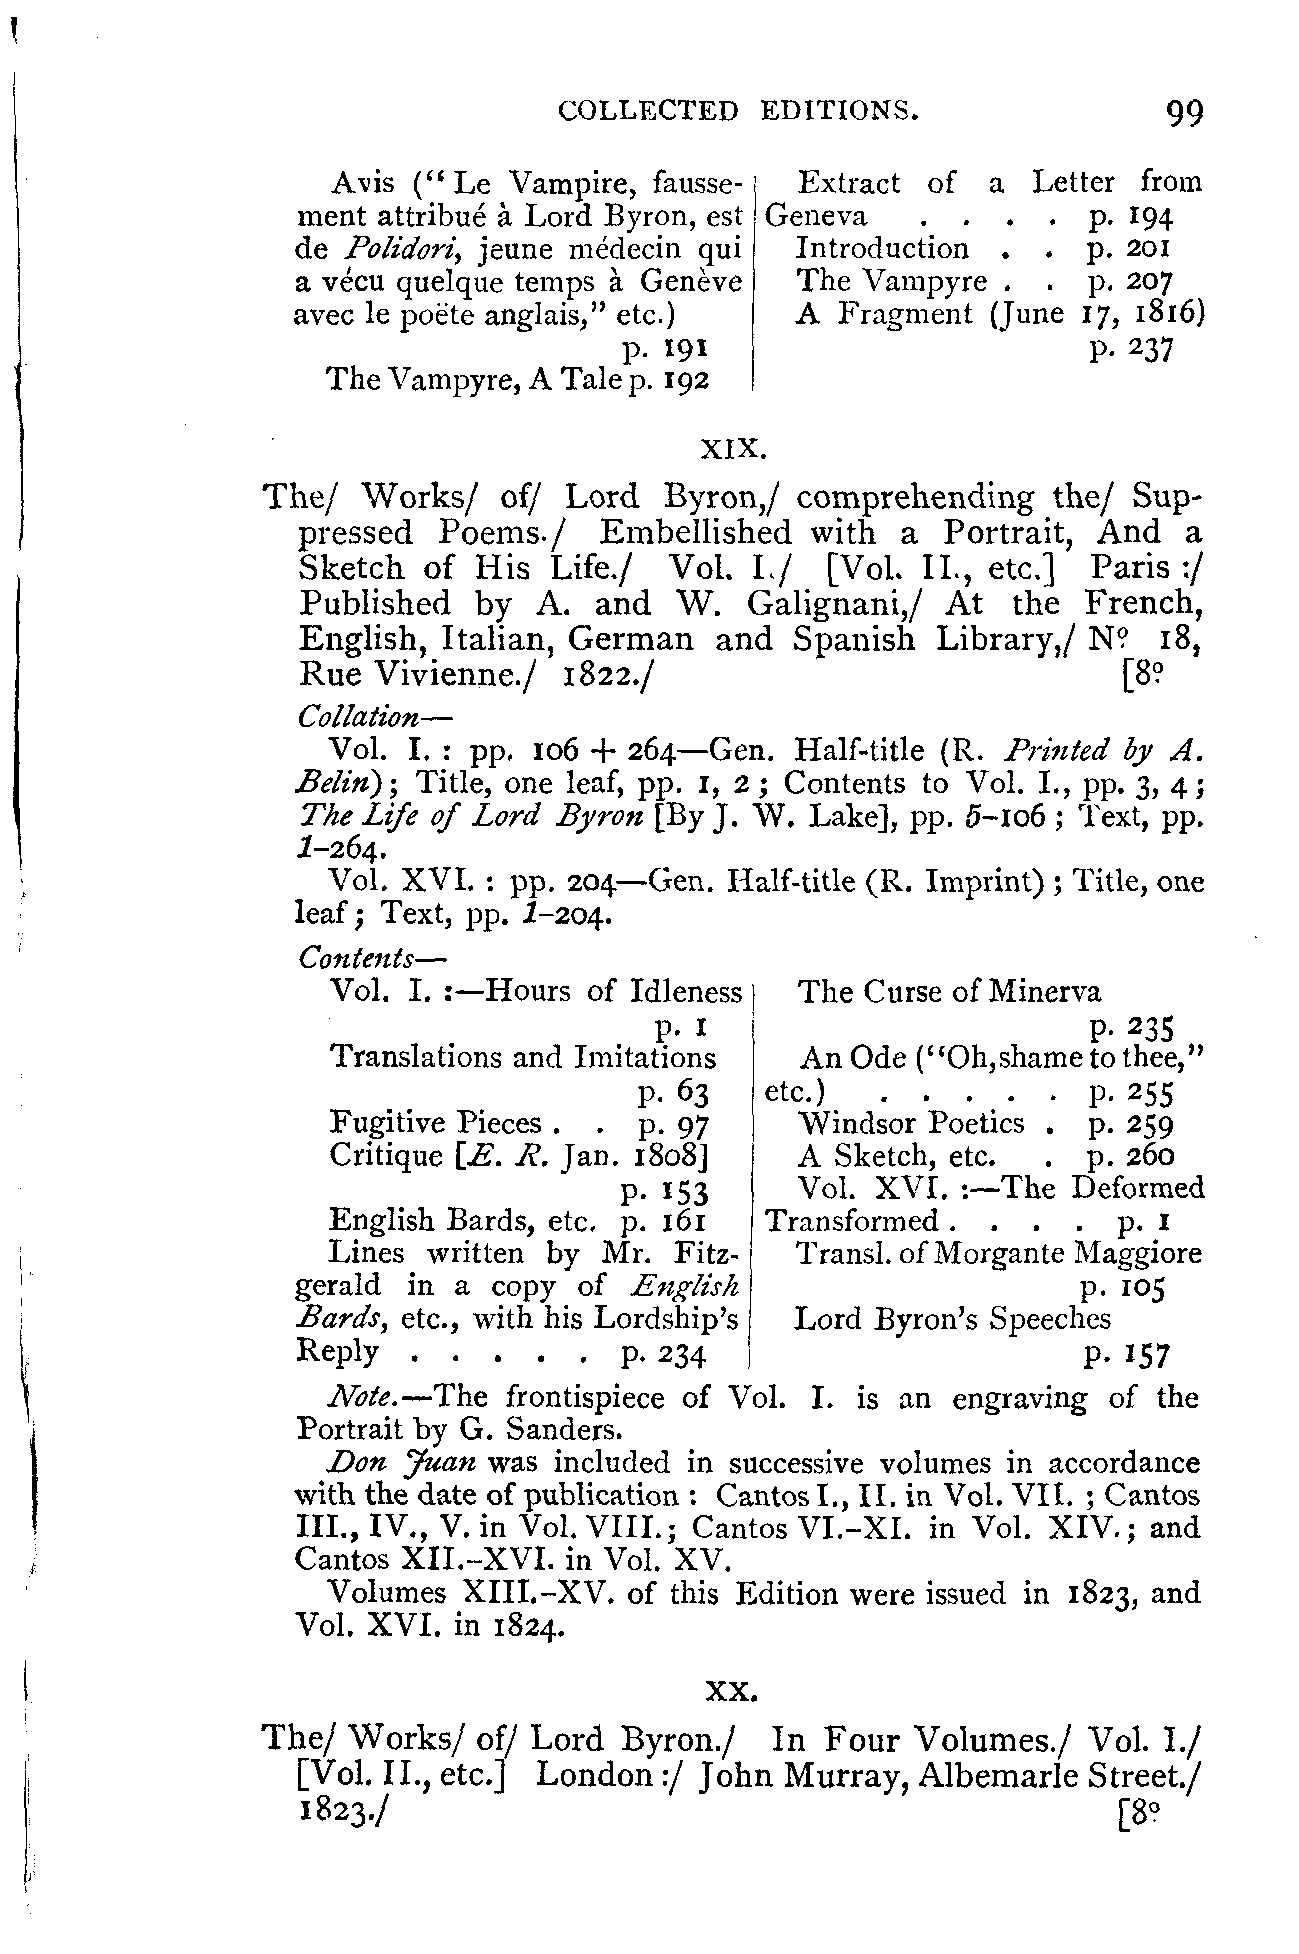 COLLECTED EDITIONS. 99
Avis (“Le Vampire, fausse-
ment attribué à Lord Byron, est
de Polidori, jeune médecin qui
a vécu quelque temps à Genève
avec le poëte anglais,” etc.)
p. 191
The Vampyre, A Tale p. 192
Extract of a Letter from
Geneva . . . . p. 194
Introduction . . p. 201
The Vampyre . . p. 207
A Fragment (June 17, 1816)
p. 237
XIX.
The/ Works/ of/ Lord Byron,/ comprehending the/ Sup-
pressed Poems./ Embellished with a Portrait, And a
Sketch of His Life./ Vol. I./ [Vol. II., etc.] Paris :/
Published by A. and W. Galignani,/ At the French,
English, Italian, German and Spanish Library,/ Nº 18,
Rue Vivienne./ 1822./ [8º
Collation—
Vol. I. : pp. 106 + 264—Gen. Half-title (R. Printed by A.
Belin) ; Title, one leaf, pp. 1, 2 ; Contents to Vol. I., pp. 3, 4 ;
The Life of Lord Byron [By J. W. Lake], pp. 5–106 ; Text, pp.
1–264.
Vol. XVI. : pp. 204—Gen. Half-title (R. Imprint) ; Title, one
leaf ; Text, pp. 1–204.
Contents—
Vol. I. :—Hours of Idleness
p. 1
Translations and Imitations
p. 63
Fugitive Pieces . . p. 97
Critique [E. R. Jan. 1808]
p. 153
English Bards, etc. p. 161
Lines written by Mr. Fitz-
gerald in a copy of English
Bards, etc., with his Lordship’s
Reply . . . . . p. 234
The Curse of Minerva
p. 235
An Ode (“Oh, shame to thee,”
etc.) . . . . . p. 255
Windsor Poetics . p. 259
A Sketch, etc. . p. 260
Vol. XVI. :—The Deformed
Transformed . . . . p. 1
Transl. of Morgante Maggiore
p. 105
Lord Byron’s Speeches
p. 157
Note.—The frontispiece of Vol. I. is an engraving of the
Portrait by G. Sanders.
Don Juan was included in successive volumes in accordance
with the date of publication : Cantos I., II. in Vol. VII. ; Cantos
III., IV., V. in Vol. VIII. ; Cantos VI.–XI. in Vol. XIV. ; and
Cantos XII.–XVI. in Vol. XV.
Volumes XIII.–XV. of this Edition were issued in 1823, and
Vol. XVI. in 1824.
XX.
The/ Works/ of/ Lord Byron./ In Four Volumes./ Vol. I./
[Vol. II., etc.] London :/ John Murray, Albemarle Street./
1823./ [8º